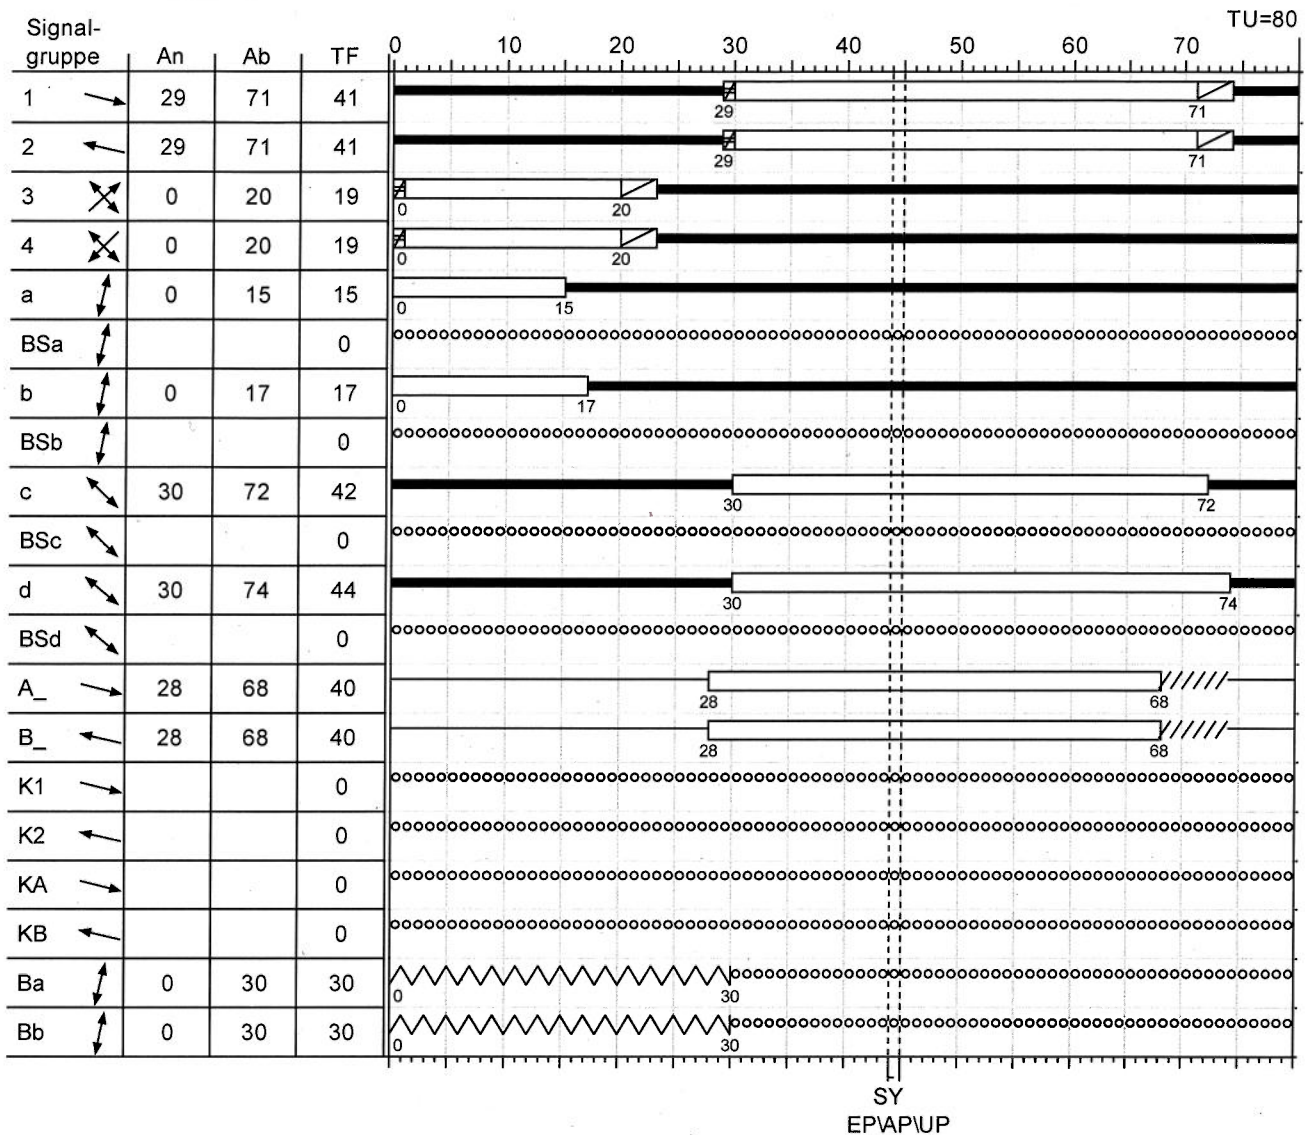 TU=80
Signal-
gruppe An Ab TF
0 10 20 30 40 50 60 70
1 29 71 41
29 71
2 29 71 41
29 71
3 0 20 19
0 20
4 0 20 19
0 20
a 0 15 15
0 15
BSa 0
b 0 17 17
0 17
BSb 0
c 30 72 42
30 72
BSc 0
d 30 74 44
30 74
BSd 0
A_ 28 68 40
28 68
B_ 28 68 40
28 68
K1 0
K2 0
KA 0
KB 0
Ba 0 30 30
0 30
Bb 0 30 30
0 30
SY
EP\AP\UP